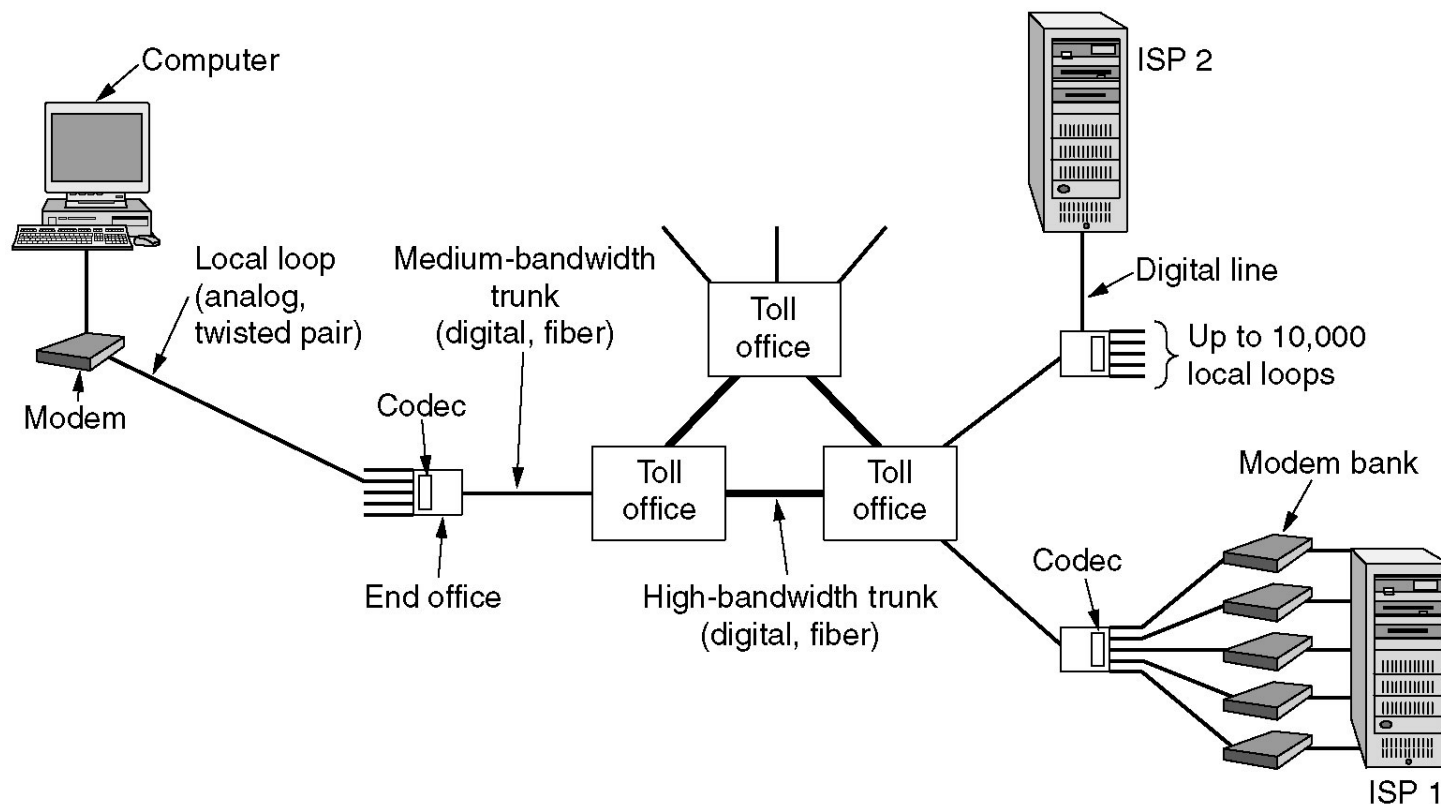 Computer
ISP 2
Local loop
(analog,
twisted pair)
Medium-bandwidth
trunk
(digital, fiber)
Digital line
Toll
office
Up to 10,000
local loops
Modem
Codec
Toll
office
Toll
office
Modem bank
End office
High-bandwidth trunk
(digital, fiber)
Codec
ISP 1